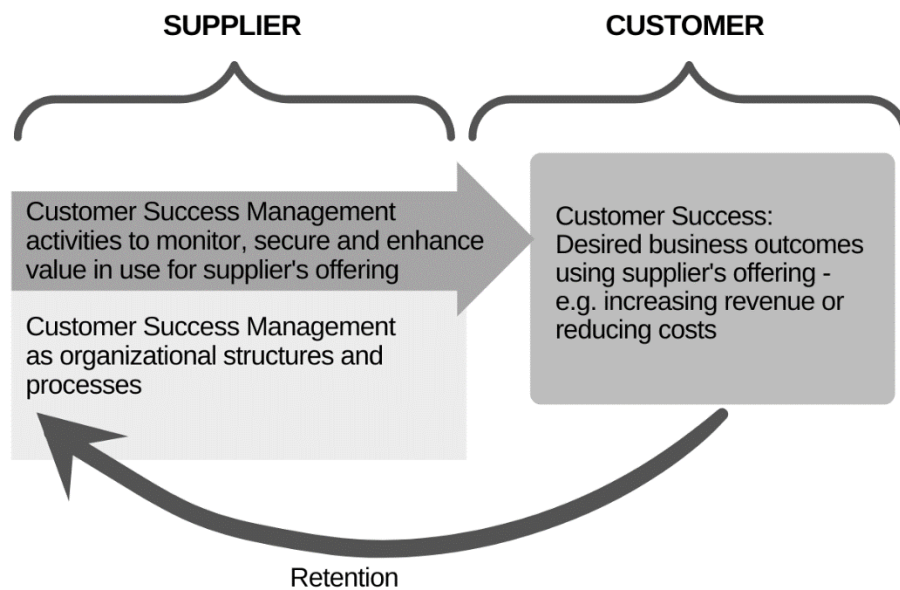 SUPPLIER
CUSTOMER
Customer Success Management
activities to monitor, secure and enhance
value in use for supplier's offering
Customer Success Management
as organizational structures and
processes
Customer Success:
Desired business outcomes
using supplier's offering -
e.g. increasing revenue or
reducing costs
Retention